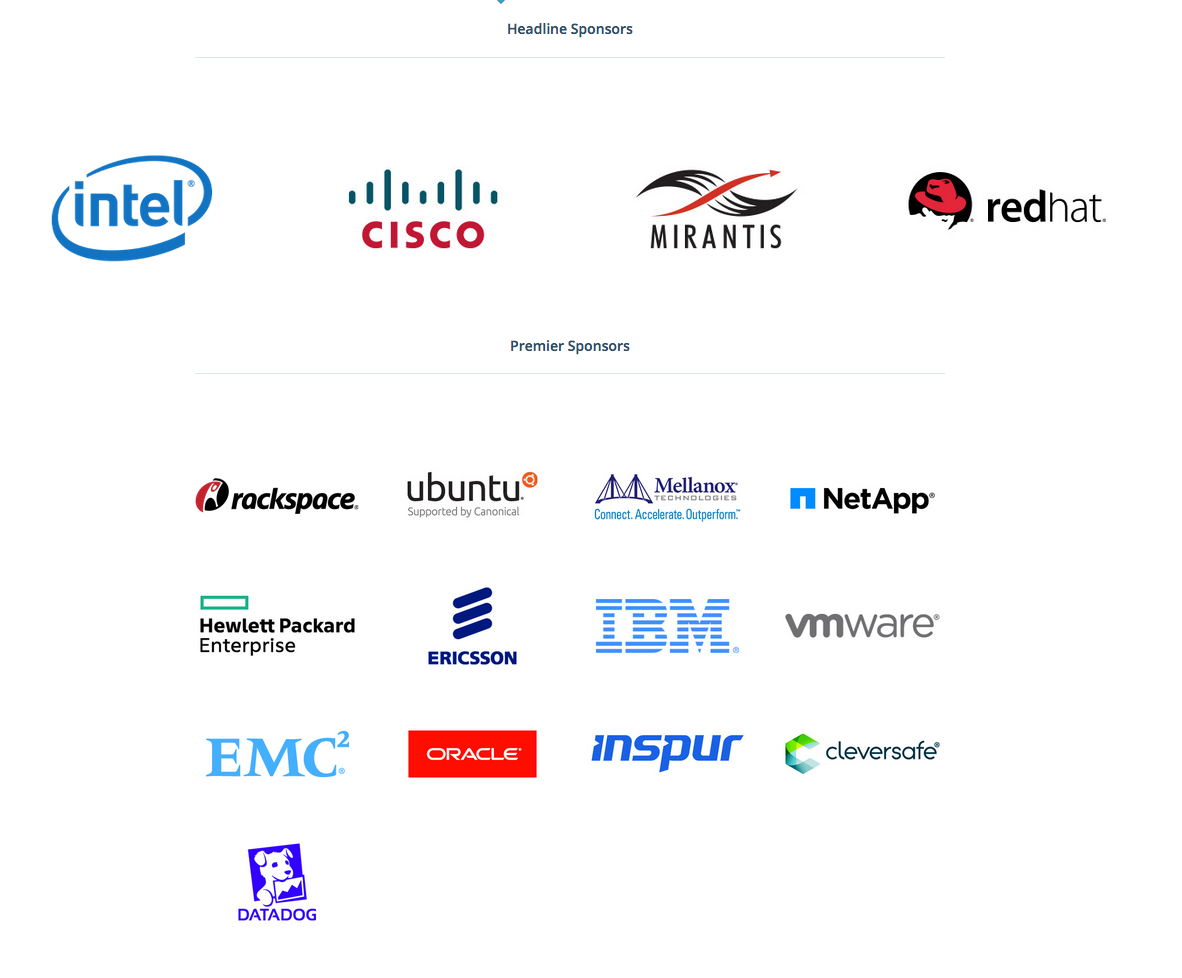 Headline Sponsors
intel®
CISCO
MIRANTIS
redhat.
Premier Sponsors
rackspace®
ubuntu®
Supported by Canonical
Mellanox®
TECHNOLOGIES
Connect. Accelerate. Outperform.™
NetApp®
Hewlett Packard
Enterprise
ERICSSON
IBM®
vmware®
EMC²®
ORACLE®
inspur
cleversafe®
DATADOG